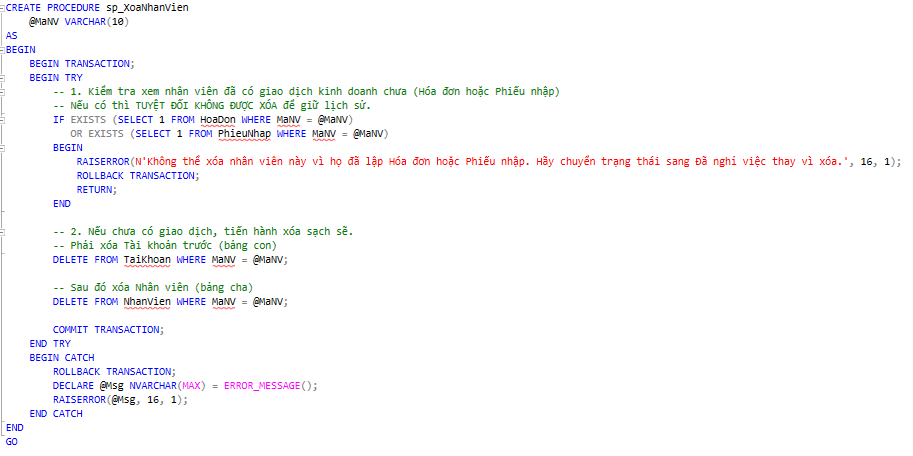 CREATE PROCEDURE sp_XoaNhanVien
    @MaNV VARCHAR(10)
AS
BEGIN
    BEGIN TRANSACTION;
    BEGIN TRY
        -- 1. Kiểm tra xem nhân viên đã có giao dịch kinh doanh chưa (Hóa đơn hoặc Phiếu nhập)
        -- Nếu có thì TUYỆT ĐỐI KHÔNG ĐƯỢC XÓA để giữ lịch sử.
        IF EXISTS (SELECT 1 FROM HoaDon WHERE MaNV = @MaNV)
           OR EXISTS (SELECT 1 FROM PhieuNhap WHERE MaNV = @MaNV)
        BEGIN
            RAISERROR(N'Không thể xóa nhân viên này vì họ đã lập Hóa đơn hoặc Phiếu nhập. Hãy chuyển trạng thái sang Đã nghỉ việc thay vì xóa.', 16, 1);
            ROLLBACK TRANSACTION;
            RETURN;
        END

        -- 2. Nếu chưa có giao dịch, tiến hành xóa sạch sẽ.
        -- Phải xóa Tài khoản trước (bảng con)
        DELETE FROM TaiKhoan WHERE MaNV = @MaNV;

        -- Sau đó xóa Nhân viên (bảng cha)
        DELETE FROM NhanVien WHERE MaNV = @MaNV;

        COMMIT TRANSACTION;
    END TRY
    BEGIN CATCH
        ROLLBACK TRANSACTION;
        DECLARE @Msg NVARCHAR(MAX) = ERROR_MESSAGE();
        RAISERROR(@Msg, 16, 1);
    END CATCH
END
GO